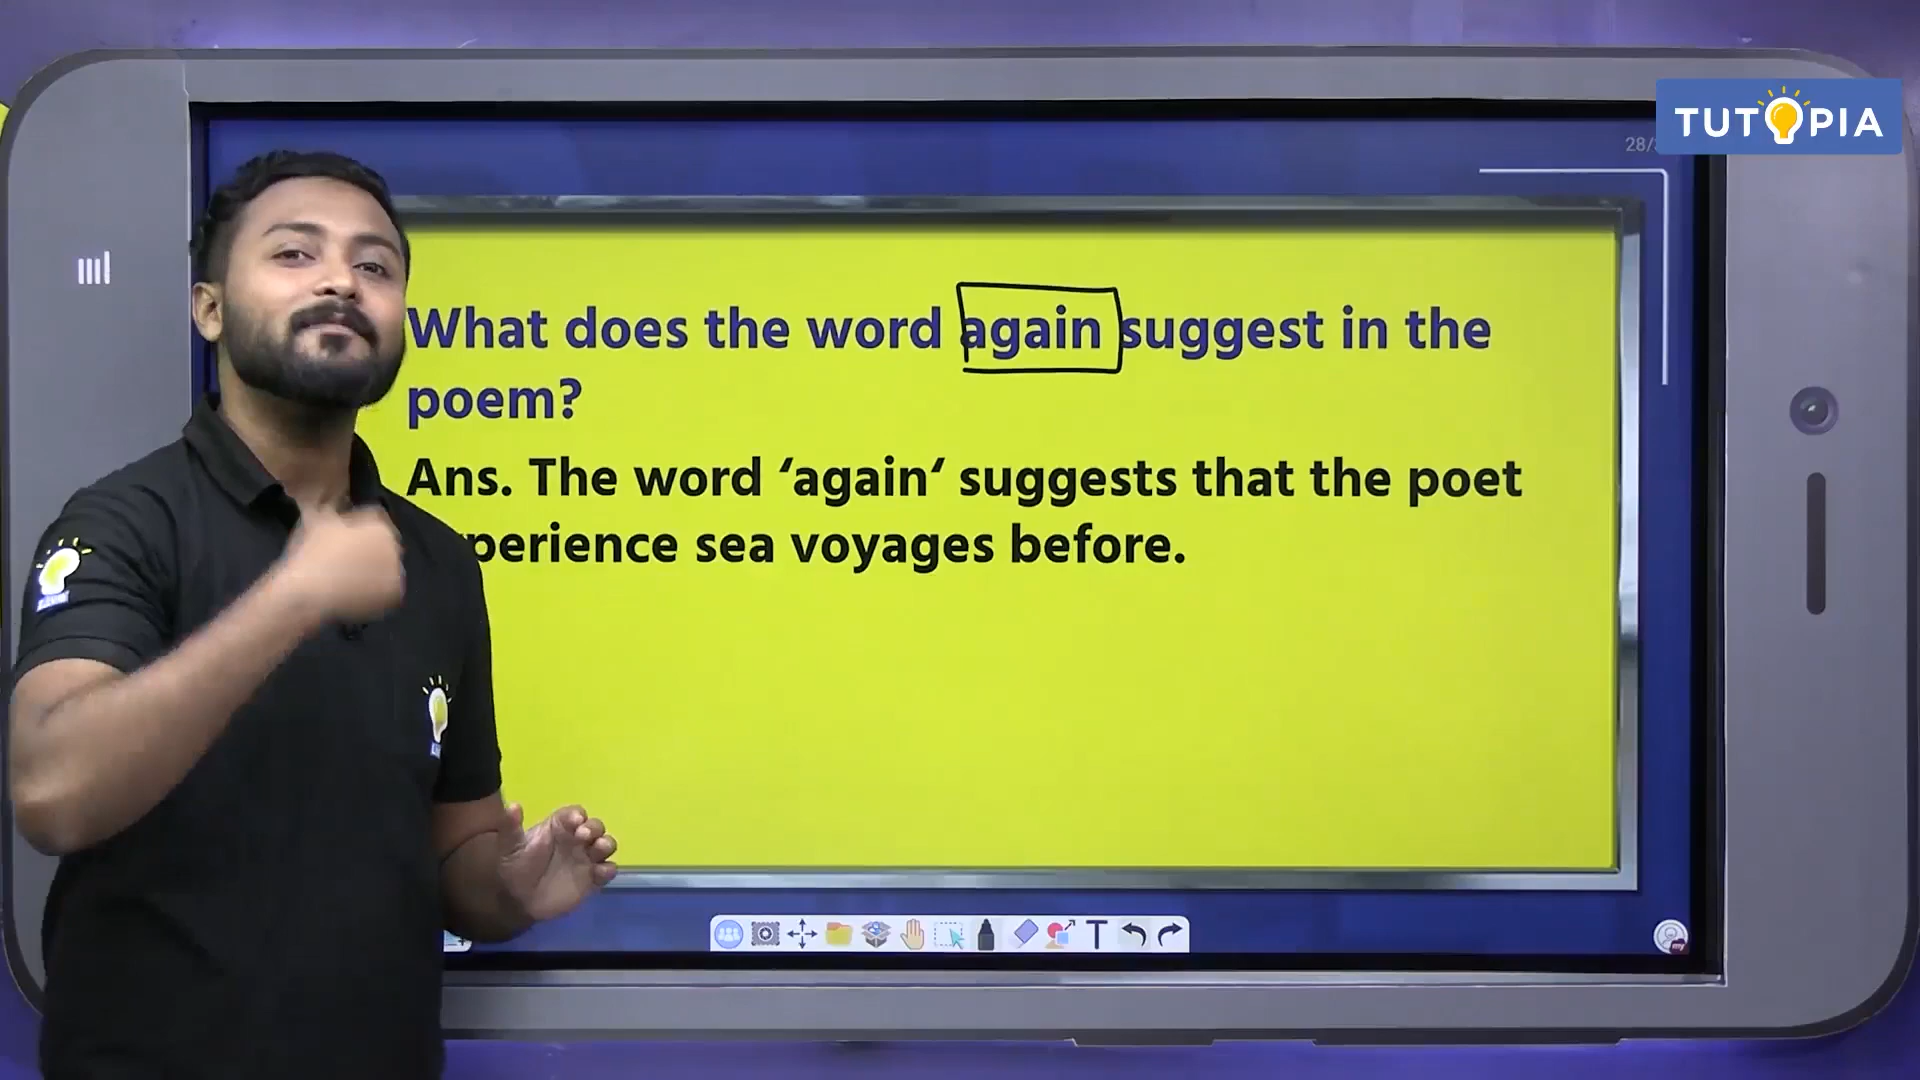 TUTOPIA
28/
What does the word again suggest in the
poem?
Ans. The word ‘again‘ suggests that the poet
perience sea voyages before.